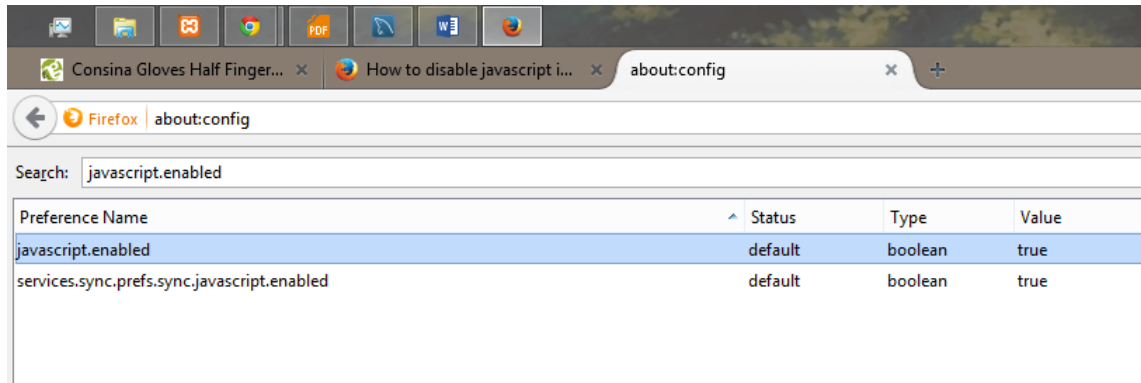 PDF W
Consina Gloves Half Finger... × How to disable javascript i... × about:config × +
Firefox about:config
Search: javascript.enabled
Preference Name Status Type Value
javascript.enabled default boolean true
services.sync.prefs.sync.javascript.enabled default boolean true